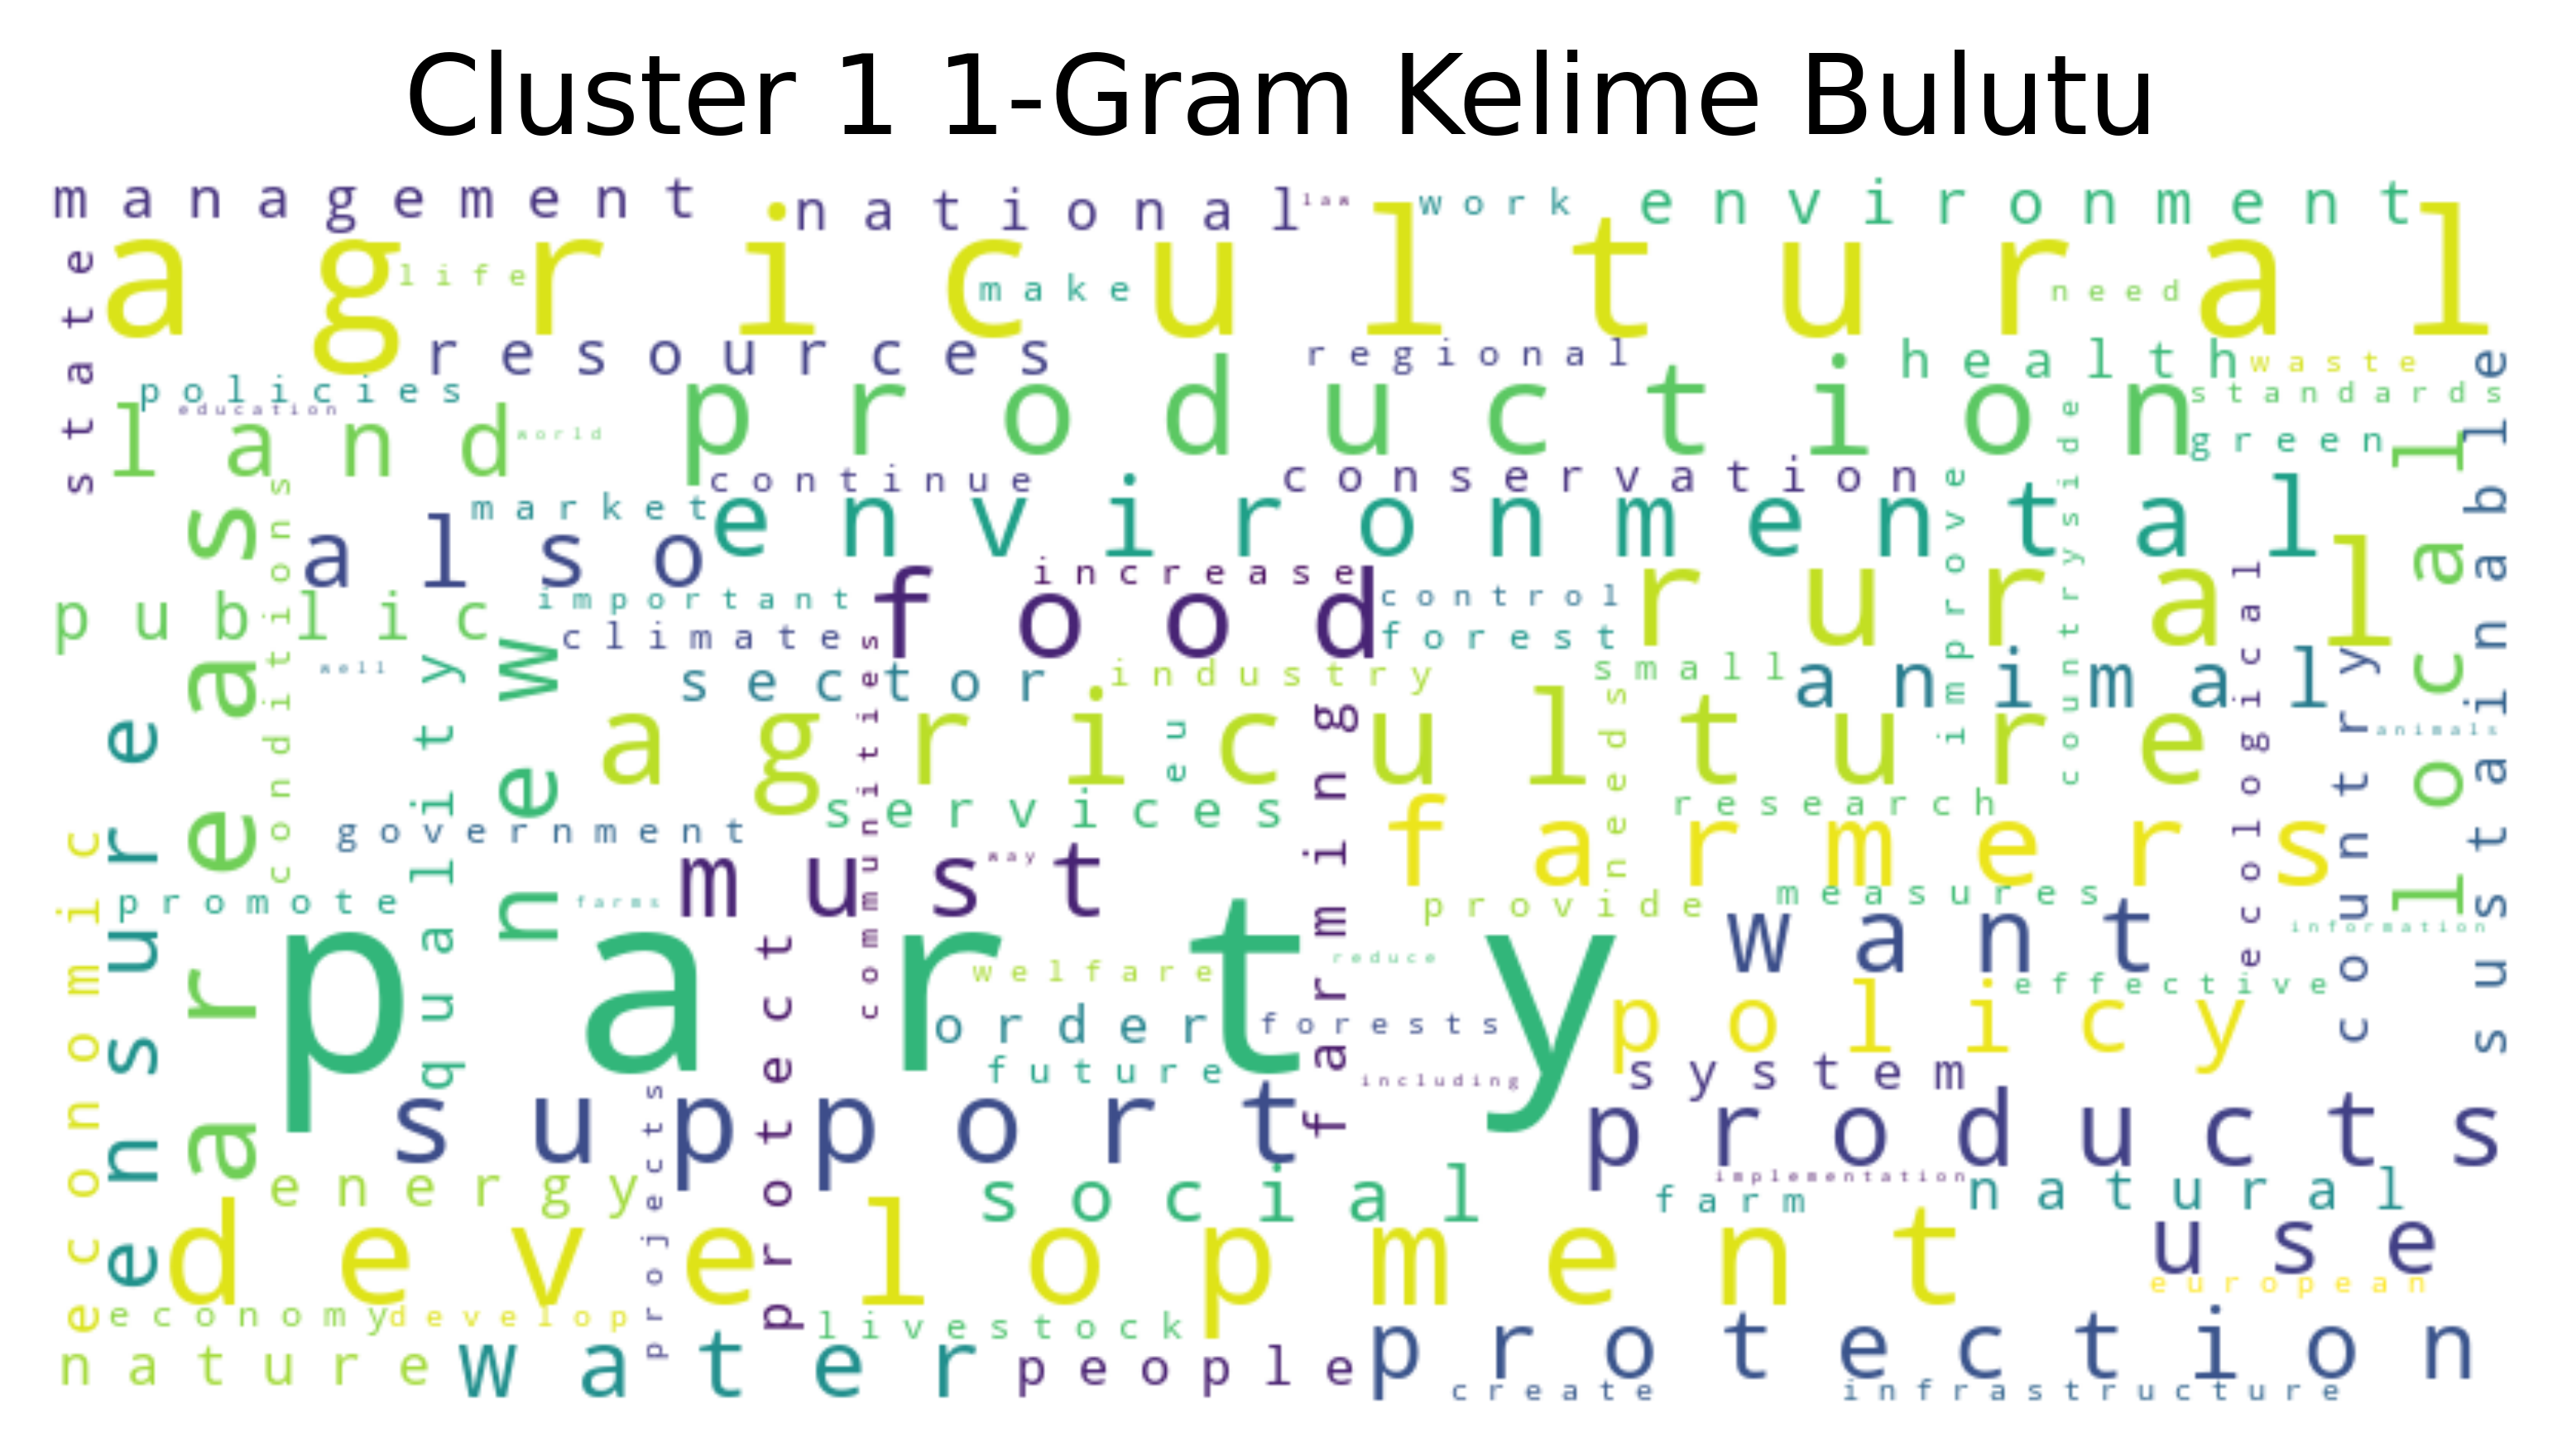 Cluster 1 1-Gram Kelime Bulutu
management
national
law
work
environment
state
agricultural
life
make
need
resources
regional
health
waste
policies
education
production
standards
land
world
green
continue
conservation
sustainable
local
market
also
environmental
improve
countryside
conditions
areas
increase
public
important
food
control
rural
climate
forest
ecological
well
quality
new
sector
industry
small
animal
communities
country
agriculture
eu
needs
animals
farming
services
research
government
farmers
must
way
economic
ensure
promote
farms
provide
measures
party
want
information
protect
welfare
reduce
effective
order
forests
policy
future
including
system
support
products
projects
energy
social
implementation
farm
natural
development
use
european
economy
develop
livestock
protection
nature
water
people
create
infrastructure